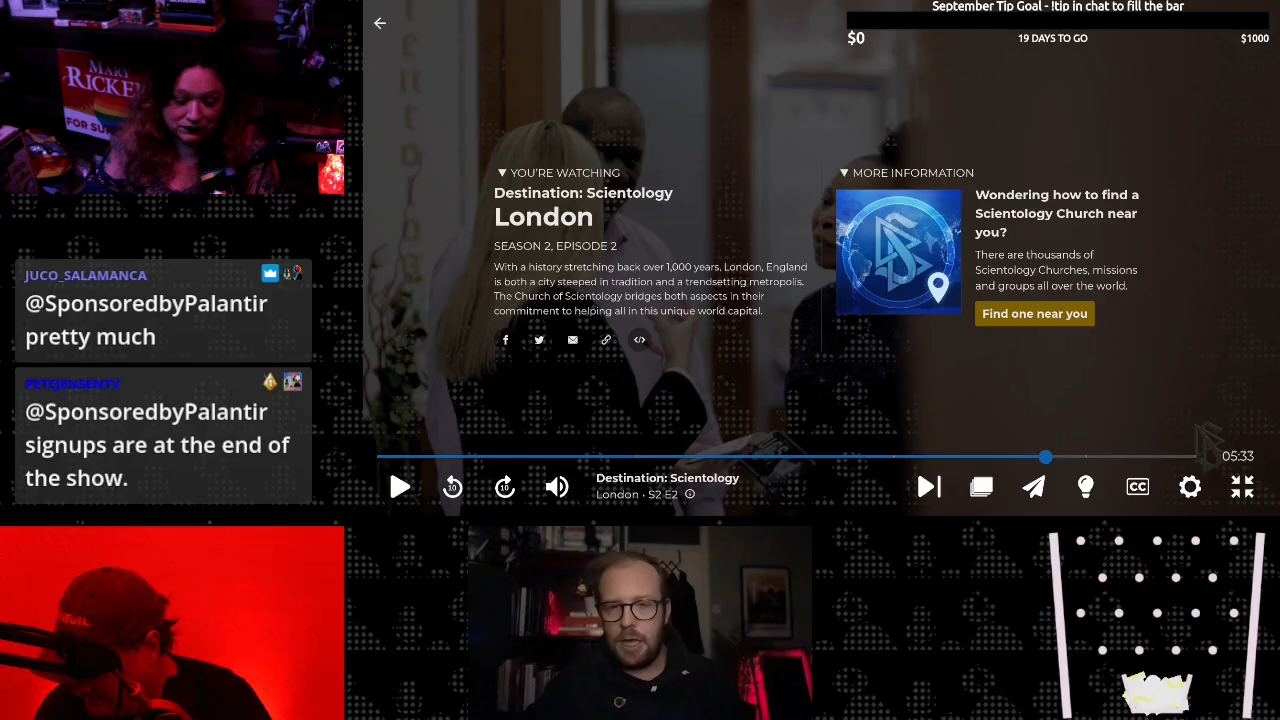 September Tip Goal - !tip in chat to fill the bar
$0
19 DAYS TO GO
$1000
MARY
RICKE
FOR SU
JUCO_SALAMANCA
@SponsoredbyPalantir
pretty much
PETEJENSENTV
@SponsoredbyPalantir
signups are at the end of
the show.
▼ YOU'RE WATCHING
Destination: Scientology
London
SEASON 2, EPISODE 2
With a history stretching back over 1,000 years, London, England
is both a city steeped in tradition and a trendsetting metropolis.
The Church of Scientology bridges both aspects in their
commitment to helping all in this unique world capital.
▼ MORE INFORMATION
Wondering how to find a
Scientology Church near
you?
There are thousands of
Scientology Churches, missions
and groups all over the world.
Find one near you
05:33
10
10
Destination: Scientology
London · S2 E2
CC